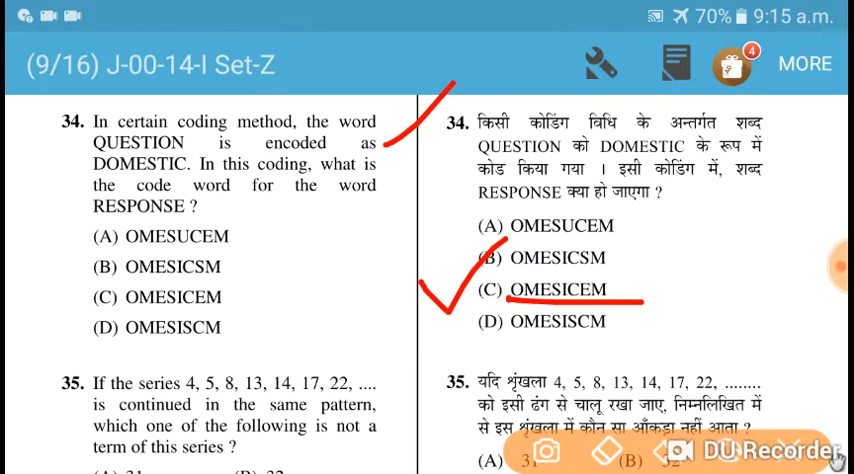 70% 9:15 a.m.
(9/16) J-00-14-I Set-Z
4
MORE
34. In certain coding method, the word
QUESTION is encoded as
DOMESTIC. In this coding, what is
the code word for the word
RESPONSE ?
(A) OMESUCEM
(B) OMESICSM
(C) OMESICEM
(D) OMESISCM
35. If the series 4, 5, 8, 13, 14, 17, 22, ....
is continued in the same pattern,
which one of the following is not a
term of this series ?
(A) 31 (B) 32
34. किसी कोडिंग विधि के अन्तर्गत शब्द
QUESTION को DOMESTIC के रूप में
कोड किया गया । इसी कोडिंग में, शब्द
RESPONSE क्या हो जाएगा ?
(A) OMESUCEM
(B) OMESICSM
(C) OMESICEM
(D) OMESISCM
35. यदि शृंखला 4, 5, 8, 13, 14, 17, 22, ........
को इसी ढंग से चालू रखा जाए, निम्नलिखित में
से इस शृंखला में कौन सा आँकड़ा नहीं आता ?
(A) 31 (B) 32
DU Recorder